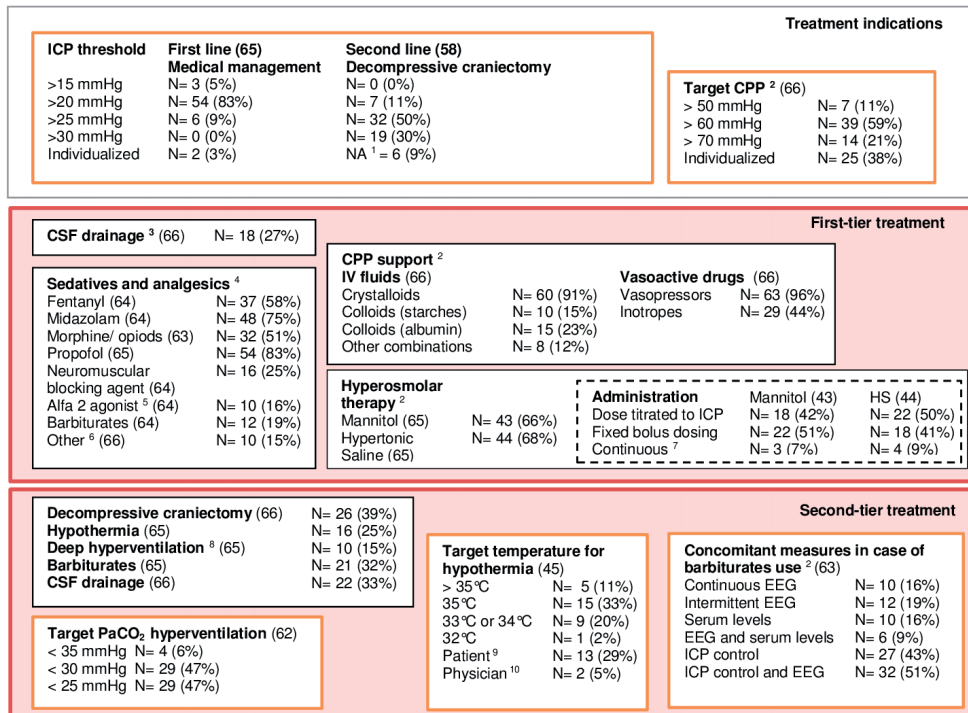 Treatment indications
ICP threshold First line (65) Second line (58)
Medical management Decompressive craniectomy
>15 mmHg N= 3 (5%) N= 0 (0%)
>20 mmHg N= 54 (83%) N= 7 (11%)
>25 mmHg N= 6 (9%) N= 32 (50%)
>30 mmHg N= 0 (0%) N= 19 (30%)
Individualized N= 2 (3%) NA ¹ = 6 (9%)
Target CPP ² (66)
> 50 mmHg N= 7 (11%)
> 60 mmHg N= 39 (59%)
> 70 mmHg N= 14 (21%)
Individualized N= 25 (38%)
First-tier treatment
CSF drainage ³ (66) N= 18 (27%)
Sedatives and analgesics ⁴
Fentanyl (64) N= 37 (58%)
Midazolam (64) N= 48 (75%)
Morphine/ opiods (63) N= 32 (51%)
Propofol (65) N= 54 (83%)
Neuromuscular N= 16 (25%)
blocking agent (64)
Alfa 2 agonist ⁵ (64) N= 10 (16%)
Barbiturates (64) N= 12 (19%)
Other ⁶ (66) N= 10 (15%)
CPP support ²
IV fluids (66) Vasoactive drugs (66)
Crystalloids N= 60 (91%) Vasopressors N= 63 (96%)
Colloids (starches) N= 10 (15%) Inotropes N= 29 (44%)
Colloids (albumin) N= 15 (23%)
Other combinations N= 8 (12%)
Hyperosmolar
therapy ²
Mannitol (65) N= 43 (66%)
Hypertonic N= 44 (68%)
Saline (65)
Administration Mannitol (43) HS (44)
Dose titrated to ICP N= 18 (42%) N= 22 (50%)
Fixed bolus dosing N= 22 (51%) N= 18 (41%)
Continuous ⁷ N= 3 (7%) N= 4 (9%)
Second-tier treatment
Decompressive craniectomy (66) N= 26 (39%)
Hypothermia (65) N= 16 (25%)
Deep hyperventilation ⁸ (65) N= 10 (15%)
Barbiturates (65) N= 21 (32%)
CSF drainage (66) N= 22 (33%)
Target PaCO₂ hyperventilation (62)
< 35 mmHg N= 4 (6%)
< 30 mmHg N= 29 (47%)
< 25 mmHg N= 29 (47%)
Target temperature for
hypothermia (45)
> 35°C N= 5 (11%)
35°C N= 15 (33%)
33°C or 34°C N= 9 (20%)
32°C N= 1 (2%)
Patient ⁹ N= 13 (29%)
Physician ¹⁰ N= 2 (5%)
Concomitant measures in case of
barbiturates use ² (63)
Continuous EEG N= 10 (16%)
Intermittent EEG N= 12 (19%)
Serum levels N= 10 (16%)
EEG and serum levels N= 6 (9%)
ICP control N= 27 (43%)
ICP control and EEG N= 32 (51%)